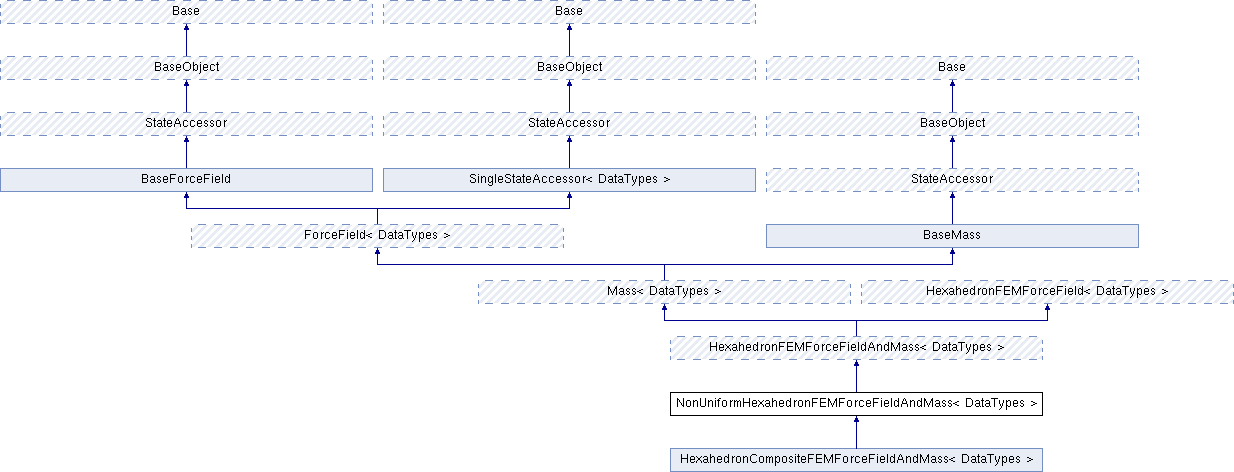 Base
Base
BaseObject
BaseObject
Base
StateAccessor
StateAccessor
BaseObject
BaseForceField
SingleStateAccessor< DataTypes >
StateAccessor
ForceField< DataTypes >
BaseMass
Mass< DataTypes >
HexahedronFEMForceField< DataTypes >
HexahedronFEMForceFieldAndMass< DataTypes >
NonUniformHexahedronFEMForceFieldAndMass< DataTypes >
HexahedronCompositeFEMForceFieldAndMass< DataTypes >